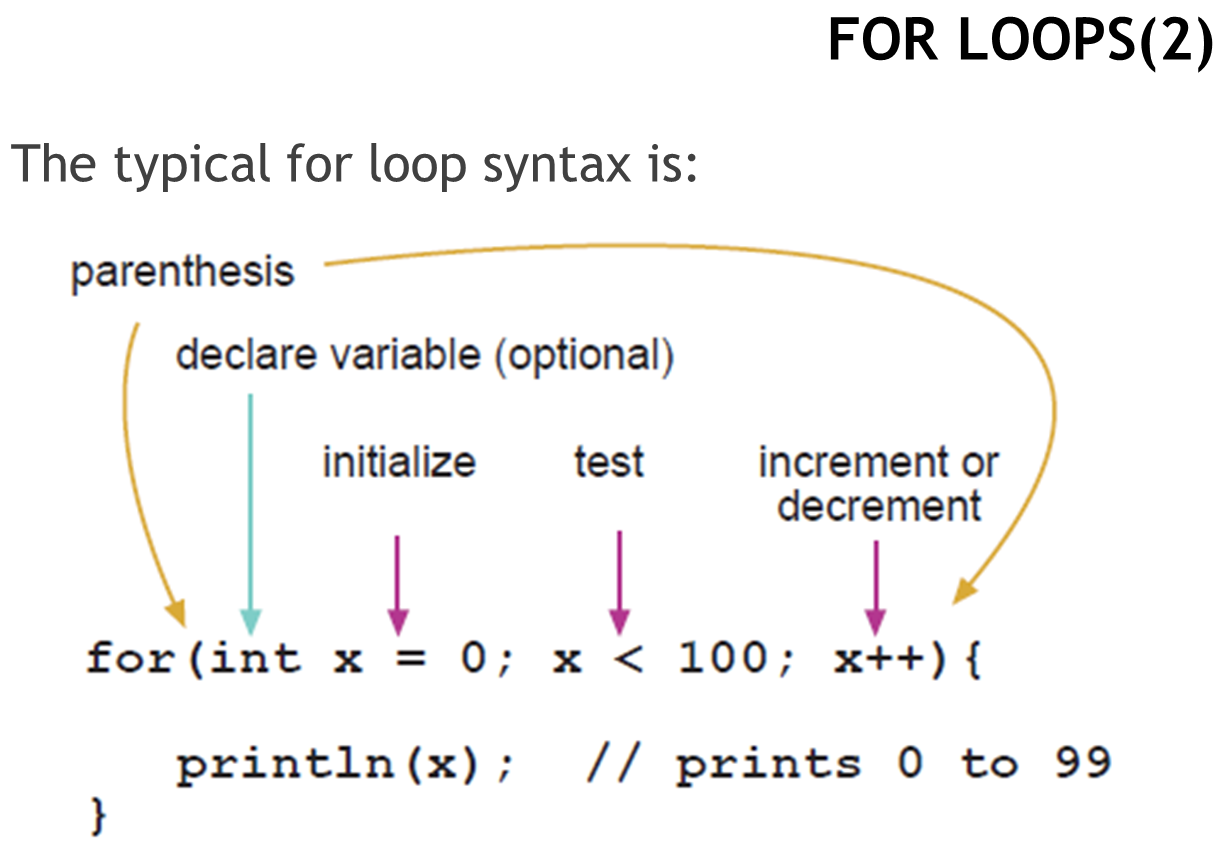 FOR LOOPS(2)
The typical for loop syntax is:
parenthesis
declare variable (optional)
initialize
test
increment or
decrement
for(int x = 0; x < 100; x++){
println(x); // prints 0 to 99
}